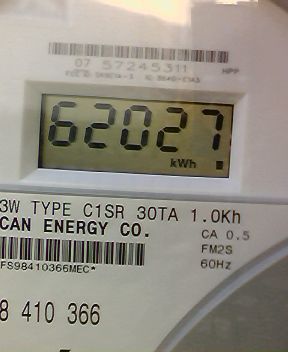 07 57245311 HPP
62027
kWh
3W TYPE C1SR 30TA 1.0Kh
CAN ENERGY CO.
CA 0.5
FM2S
60Hz
FS98410366MEC*
8 410 366